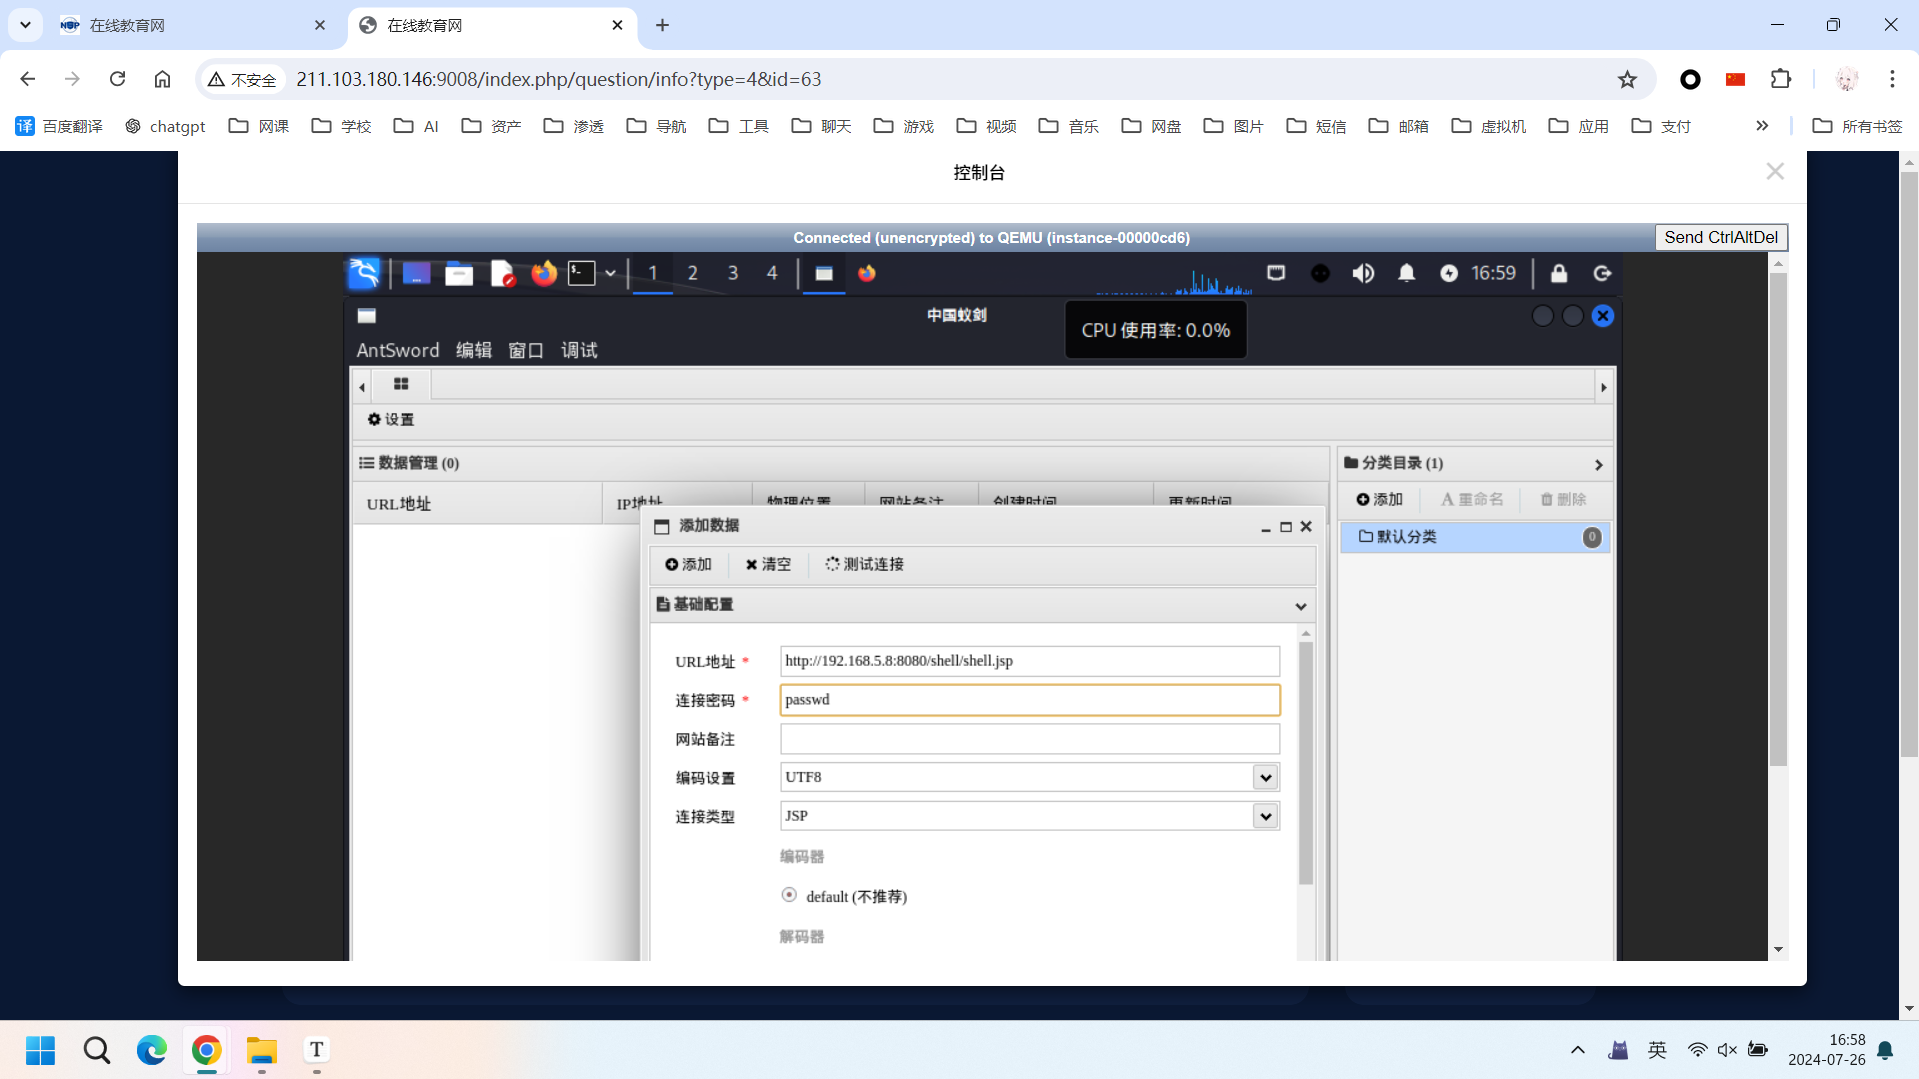 在线教育网
在线教育网
不安全
211.103.180.146:9008/index.php/question/info?type=4&id=63
百度翻译
chatgpt
网课
学校
AI
资产
渗透
导航
工具
聊天
游戏
视频
音乐
网盘
图片
短信
邮箱
虚拟机
应用
支付
所有书签
控制台
Connected (unencrypted) to QEMU (instance-00000cd6)
Send CtrlAltDel
1 2 3 4
16:59
中国蚁剑
CPU 使用率: 0.0%
AntSword 编辑 窗口 调试
设置
数据管理 (0)
分类目录 (1)
URL地址 IP地址 物理位置 网站备注 创建时间 更新时间
添加 重命名 删除
默认分类 0
添加数据
添加 清空 测试连接
基础配置
URL地址 * http://192.168.5.8:8080/shell/shell.jsp
连接密码 * passwd
网站备注
编码设置 UTF8
连接类型 JSP
编码器
default (不推荐)
解码器
英
16:58
2024-07-26